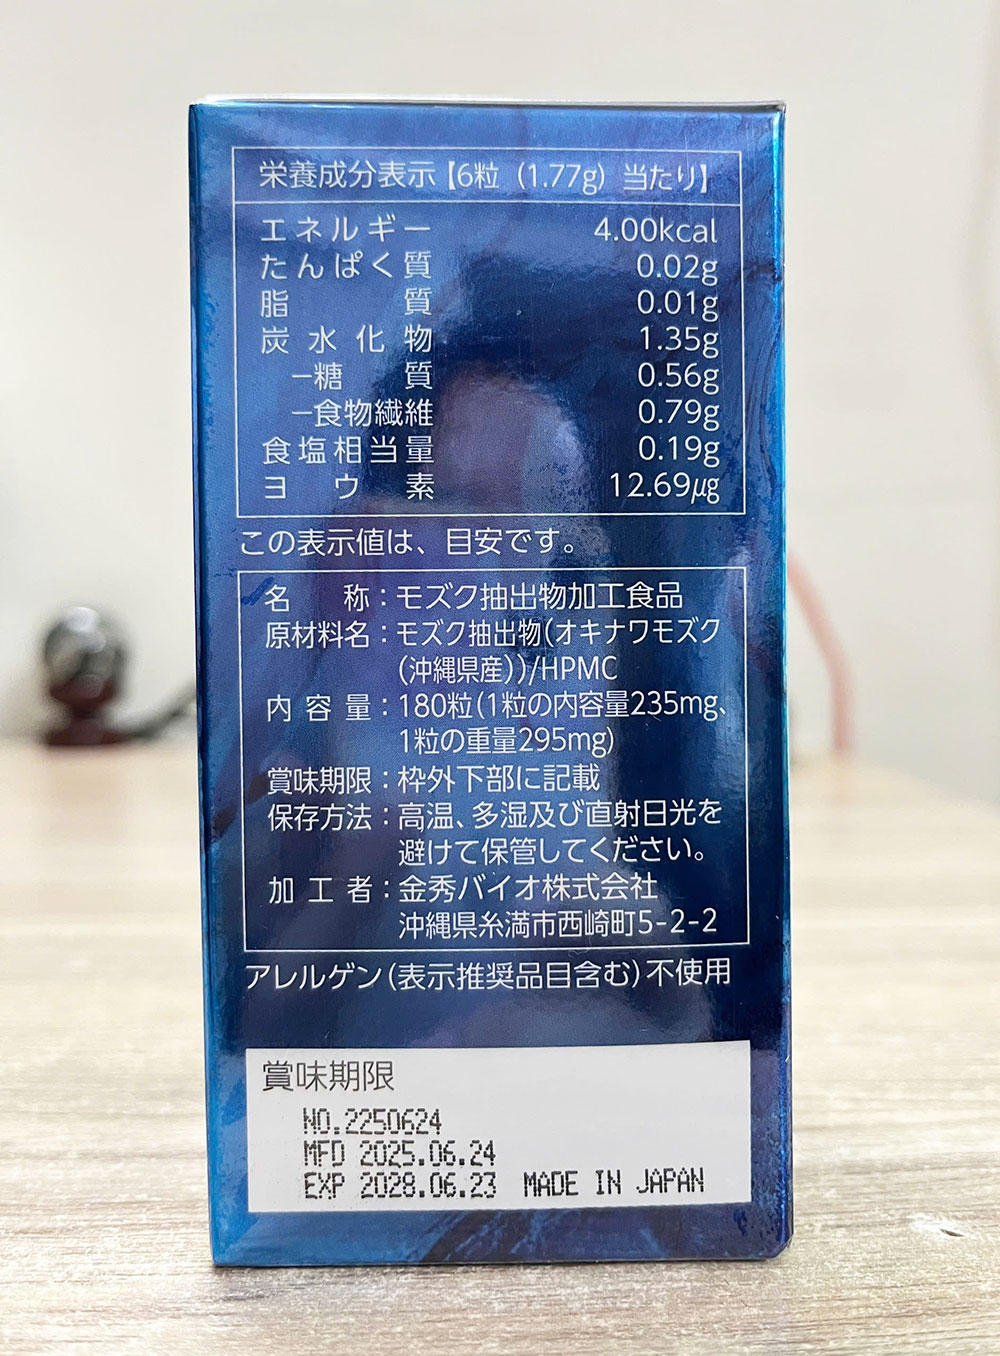 栄養成分表示【6粒 (1.77g) 当たり】
エネルギー 4.00kcal
たんぱく質 0.02g
脂質 0.01g
炭水化物 1.35g
−糖質 0.56g
−食物繊維 0.79g
食塩相当量 0.19g
ヨウ素 12.69μg
この表示値は、目安です。
名称：モズク抽出物加工食品
原材料名：モズク抽出物(オキナワモズク
(沖縄県産))/HPMC
内容量：180粒(1粒の内容量235mg、
1粒の重量295mg)
賞味期限：枠外下部に記載
保存方法：高温、多湿及び直射日光を
避けて保管してください。
加工者：金秀バイオ株式会社
沖縄県糸満市西崎町5-2-2
アレルゲン(表示推奨品目含む)不使用
賞味期限
NO.2250624
MFD 2025.06.24
EXP 2028.06.23 MADE IN JAPAN